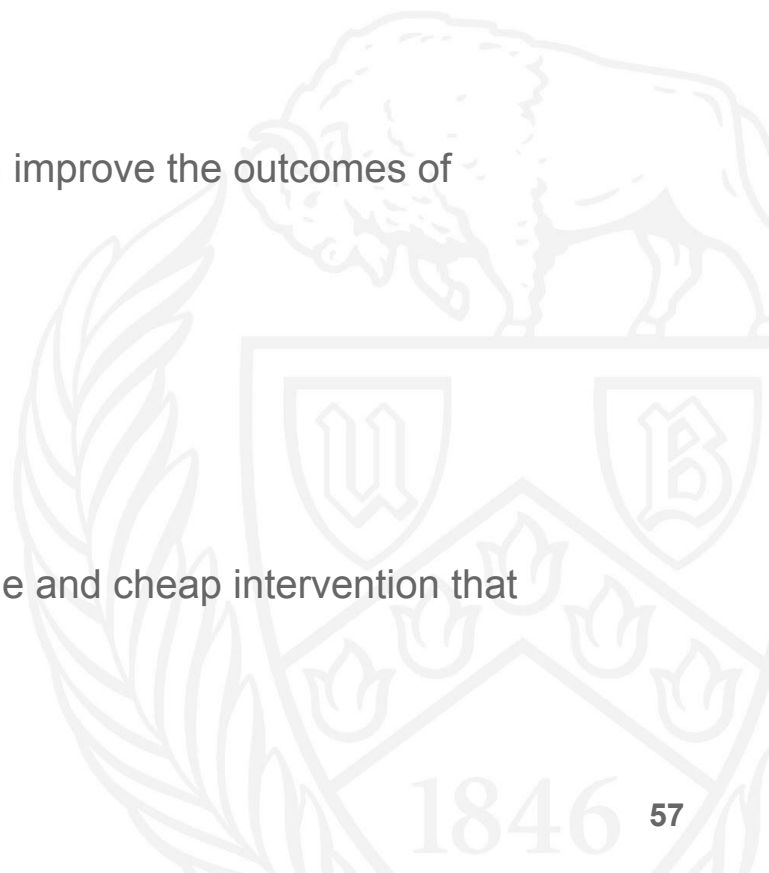 improve the outcomes of
U B
e and cheap intervention that
1846 57